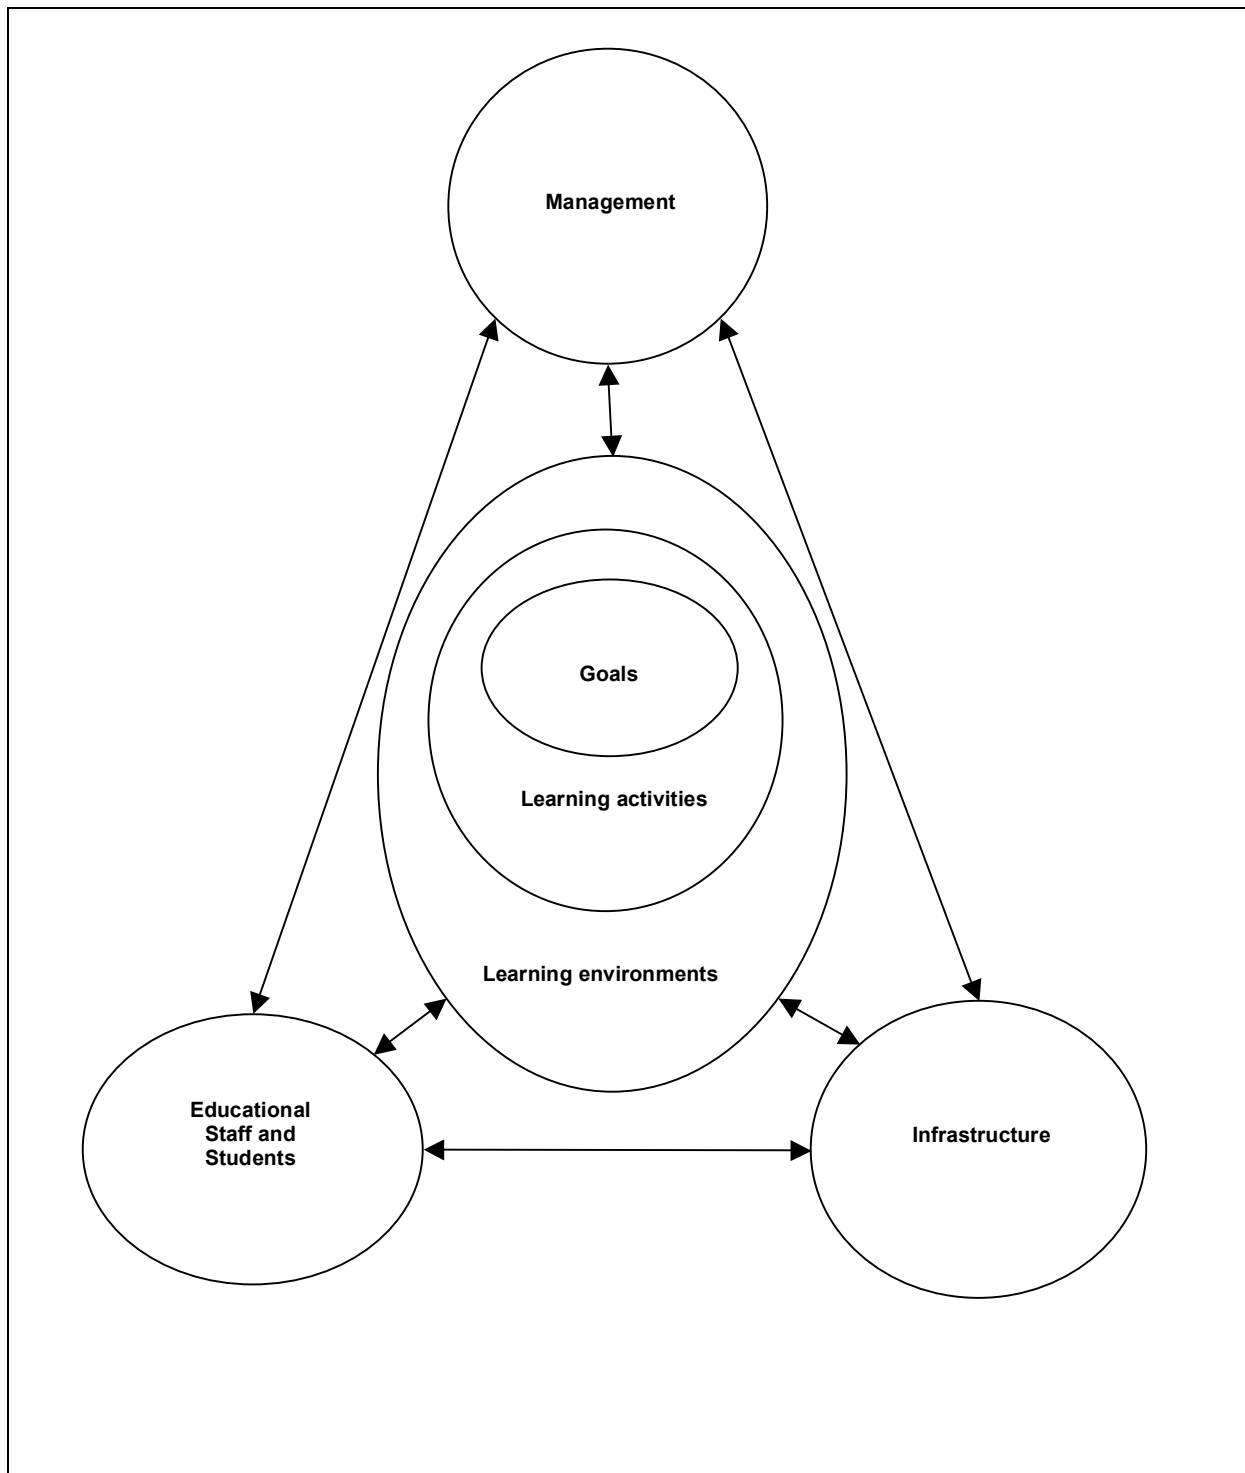 Management
Goals
Learning activities
Learning environments
Educational
Staff and
Students
Infrastructure